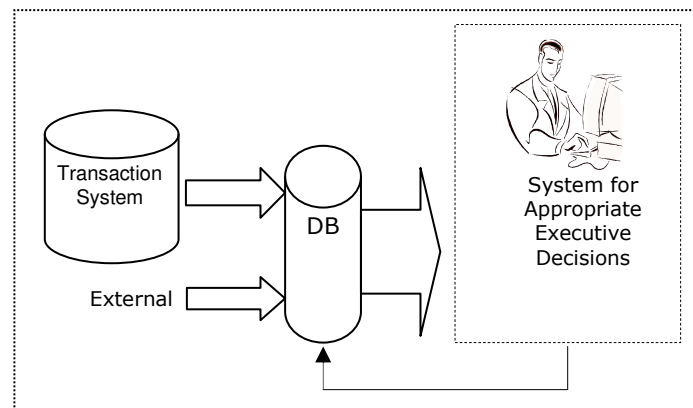 Transaction
System
External
DB
System for
Appropriate
Executive
Decisions